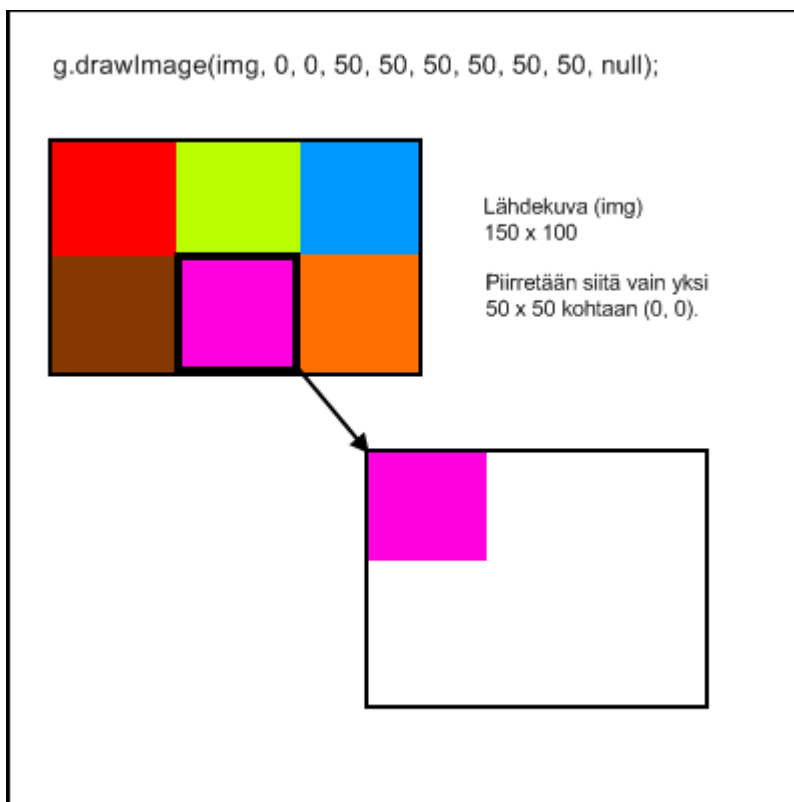 g.drawImage(img, 0, 0, 50, 50, 50, 50, 50, 50, null);
Lähdekuva (img)
150 x 100
Piirretään siitä vain yksi
50 x 50 kohtaan (0, 0).